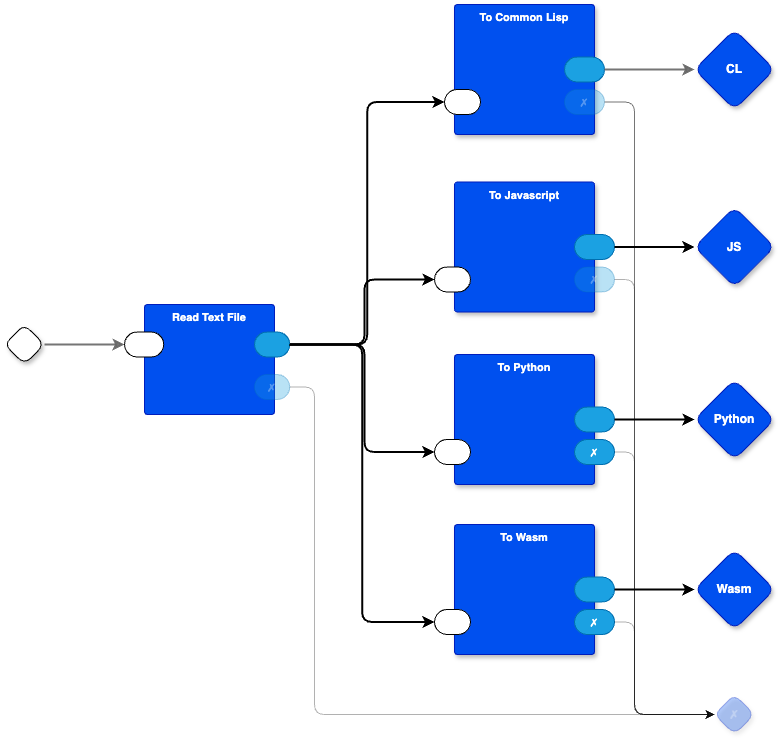 To Common Lisp
CL
✗
To Javascript
JS
✗
Read Text File
✗
To Python
Python
✗
To Wasm
Wasm
✗
✗